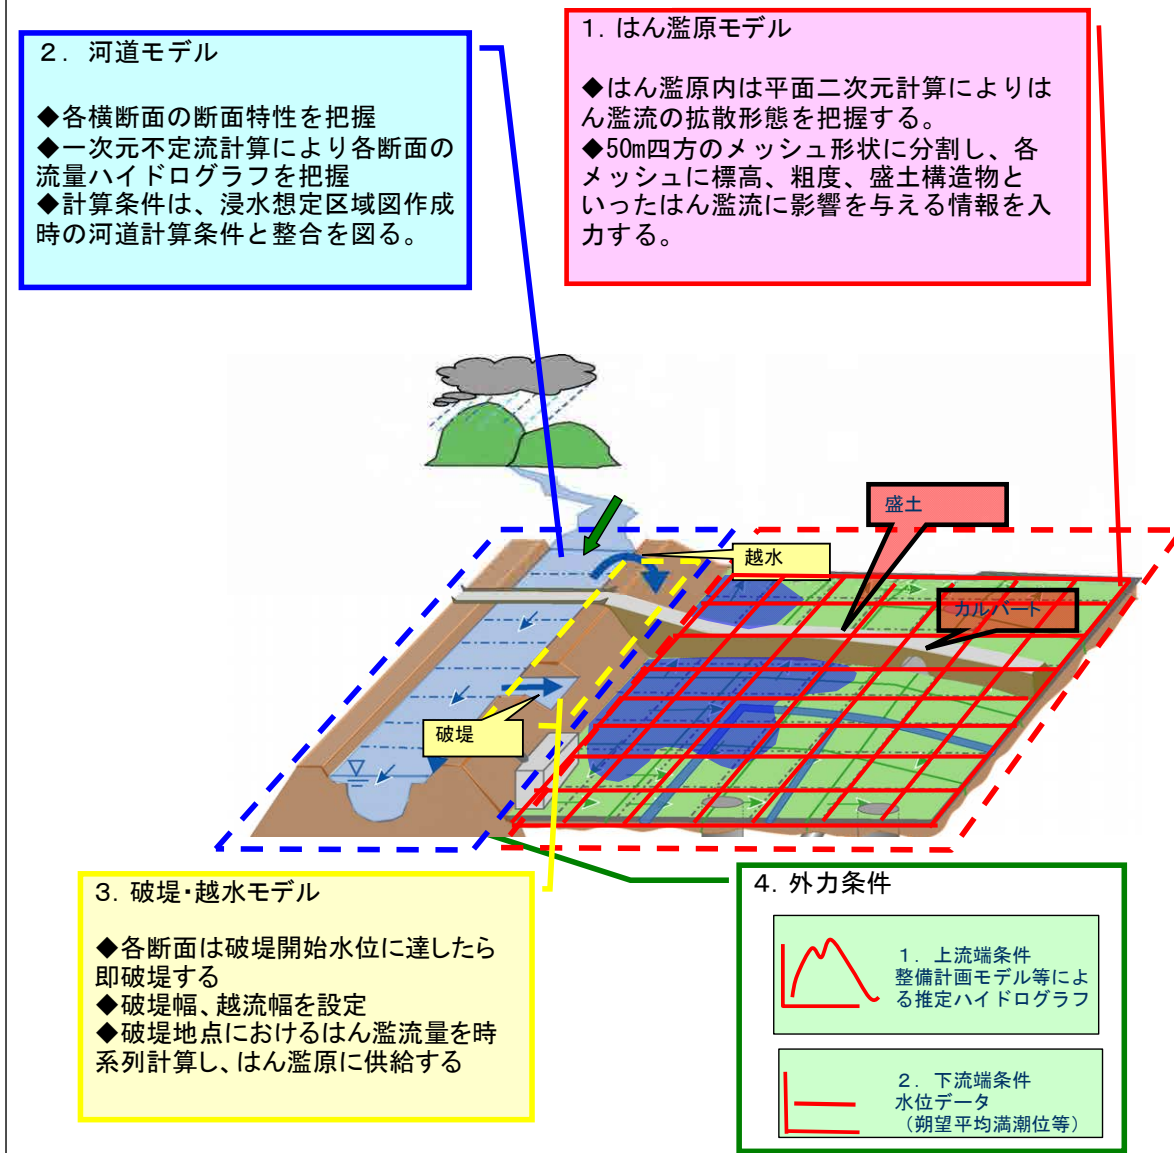 ２．河道モデル
◆各横断面の断面特性を把握
◆一次元不定流計算により各断面の
流量ハイドログラフを把握
◆計算条件は、浸水想定区域図作成
時の河道計算条件と整合を図る。
1. はん濫原モデル
◆はん濫原内は平面二次元計算によりは
ん濫流の拡散形態を把握する。
◆50m四方のメッシュ形状に分割し、各
メッシュに標高、粗度、盛土構造物と
いったはん濫流に影響を与える情報を入
力する。
盛土
越水
カルバート
破堤
3. 破堤・越水モデル
◆各断面は破堤開始水位に達したら
即破堤する
◆破堤幅、越流幅を設定
◆破堤地点におけるはん濫流量を時
系列計算し、はん濫原に供給する
4. 外力条件
１．上流端条件
整備計画モデル等によ
る推定ハイドログラフ
２．下流端条件
水位データ
（朔望平均満潮位等）